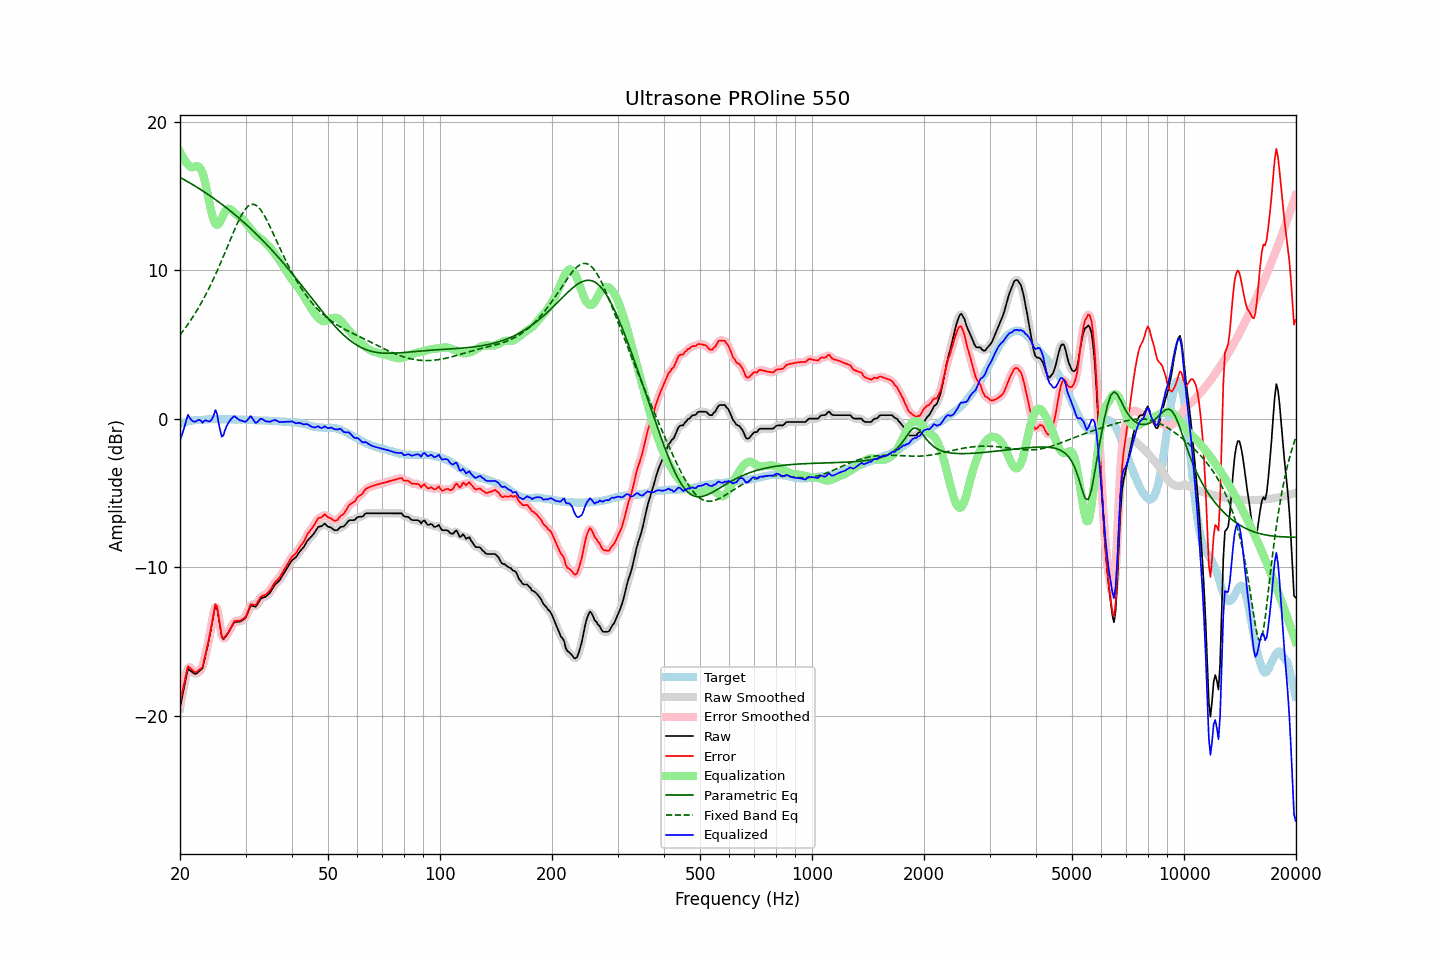 Ultrasone PROline 550
20
10
0
−10
−20
Amplitude (dBr)
Target
Raw Smoothed
Error Smoothed
Raw
Error
Equalization
Parametric Eq
Fixed Band Eq
Equalized
20 50 100 200 500 1000 2000 5000 10000 20000
Frequency (Hz)